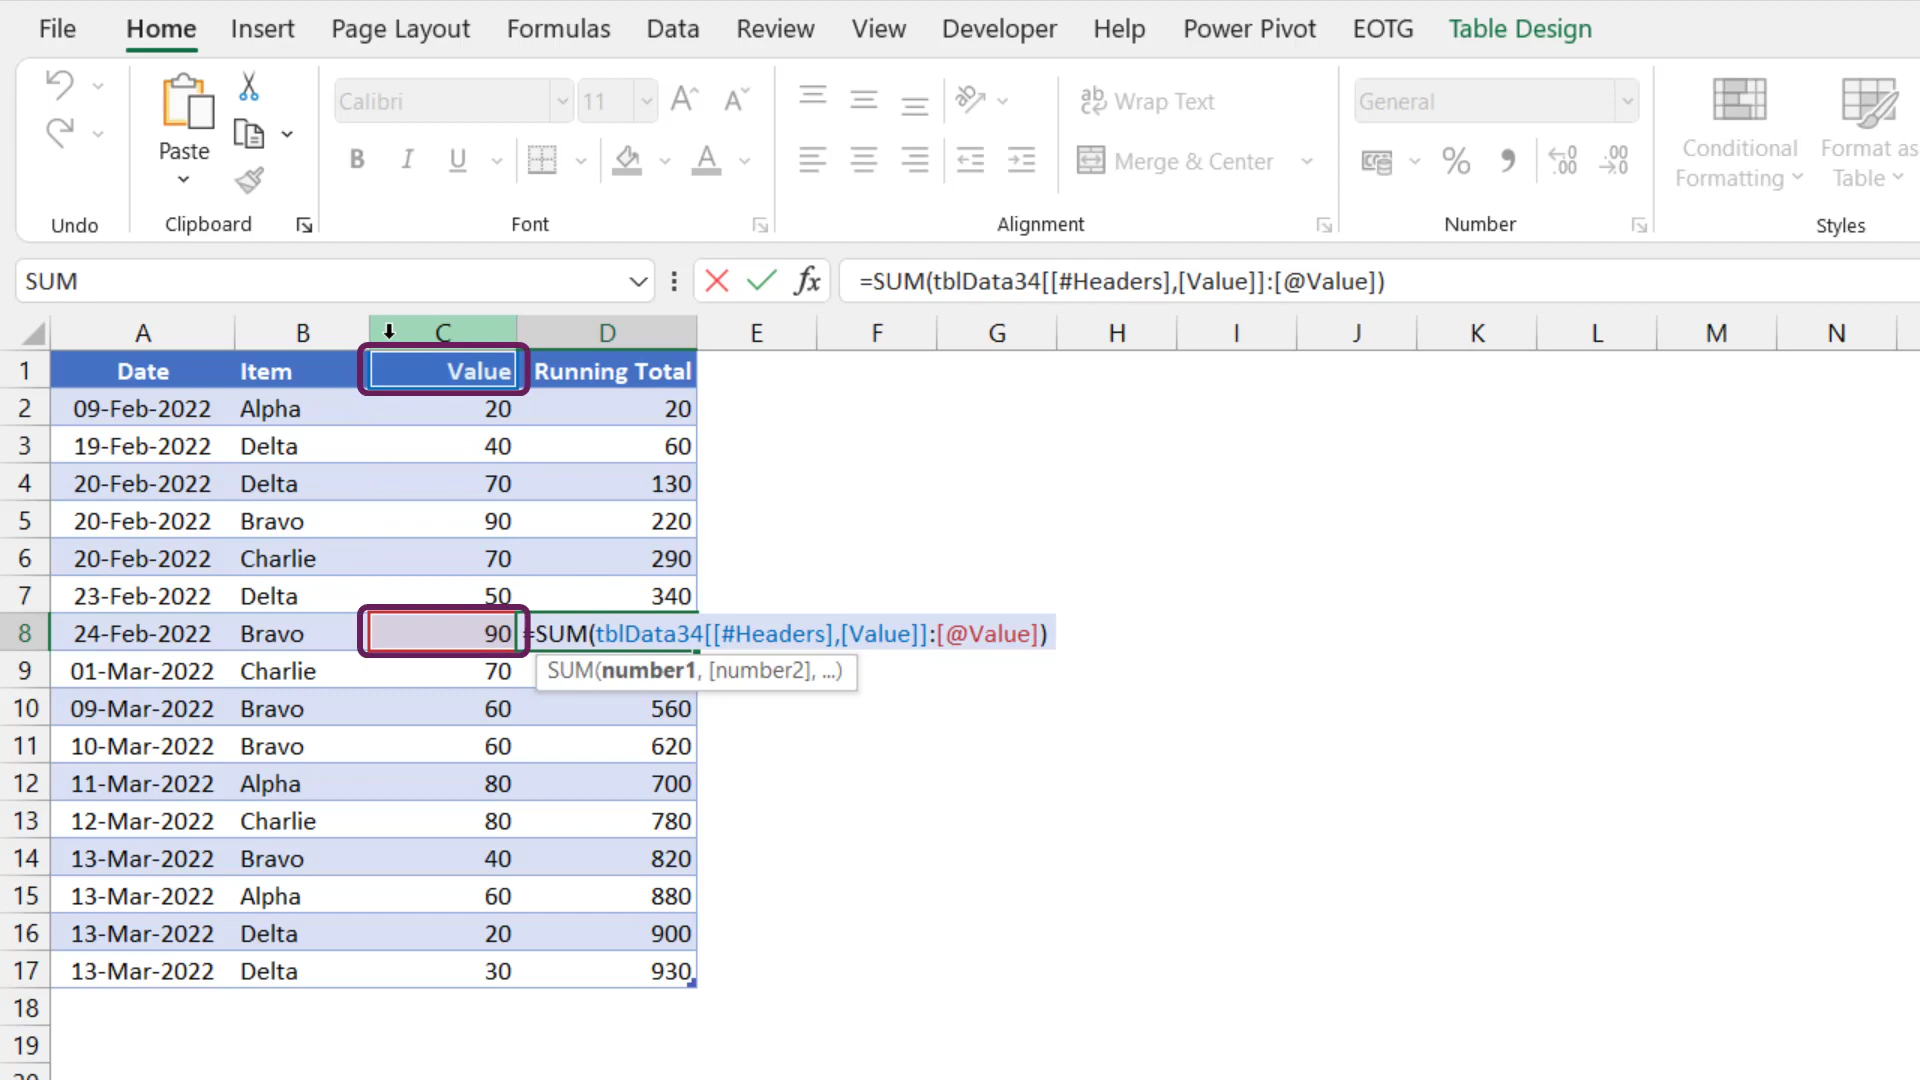 File Home Insert Page Layout Formulas Data Review View Developer Help Power Pivot EOTG Table Design
Calibri 11 Wrap Text General
Paste Conditional Format as
B I U Merge & Center % Formatting Table
Undo Clipboard Font Alignment Number Styles
SUM fx =SUM(tblData34[[#Headers],[Value]]:[@Value])
A B C D E F G H I J K L M N
1 Date Item Value Running Total
2 09-Feb-2022 Alpha 20 20
3 19-Feb-2022 Delta 40 60
4 20-Feb-2022 Delta 70 130
5 20-Feb-2022 Bravo 90 220
6 20-Feb-2022 Charlie 70 290
7 23-Feb-2022 Delta 50 340
8 24-Feb-2022 Bravo 90 =SUM(tblData34[[#Headers],[Value]]:[@Value])
9 01-Mar-2022 Charlie 70 SUM(number1, [number2], ...)
10 09-Mar-2022 Bravo 60 560
11 10-Mar-2022 Bravo 60 620
12 11-Mar-2022 Alpha 80 700
13 12-Mar-2022 Charlie 80 780
14 13-Mar-2022 Bravo 40 820
15 13-Mar-2022 Alpha 60 880
16 13-Mar-2022 Delta 20 900
17 13-Mar-2022 Delta 30 930
18
19